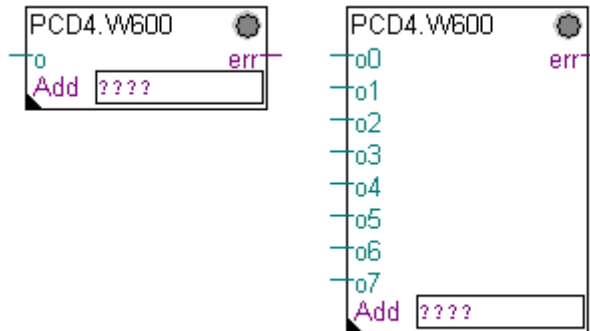 PCD4.W600
o err
Add ????
PCD4.W600
o0 err
o1
o2
o3
o4
o5
o6
o7
Add ????